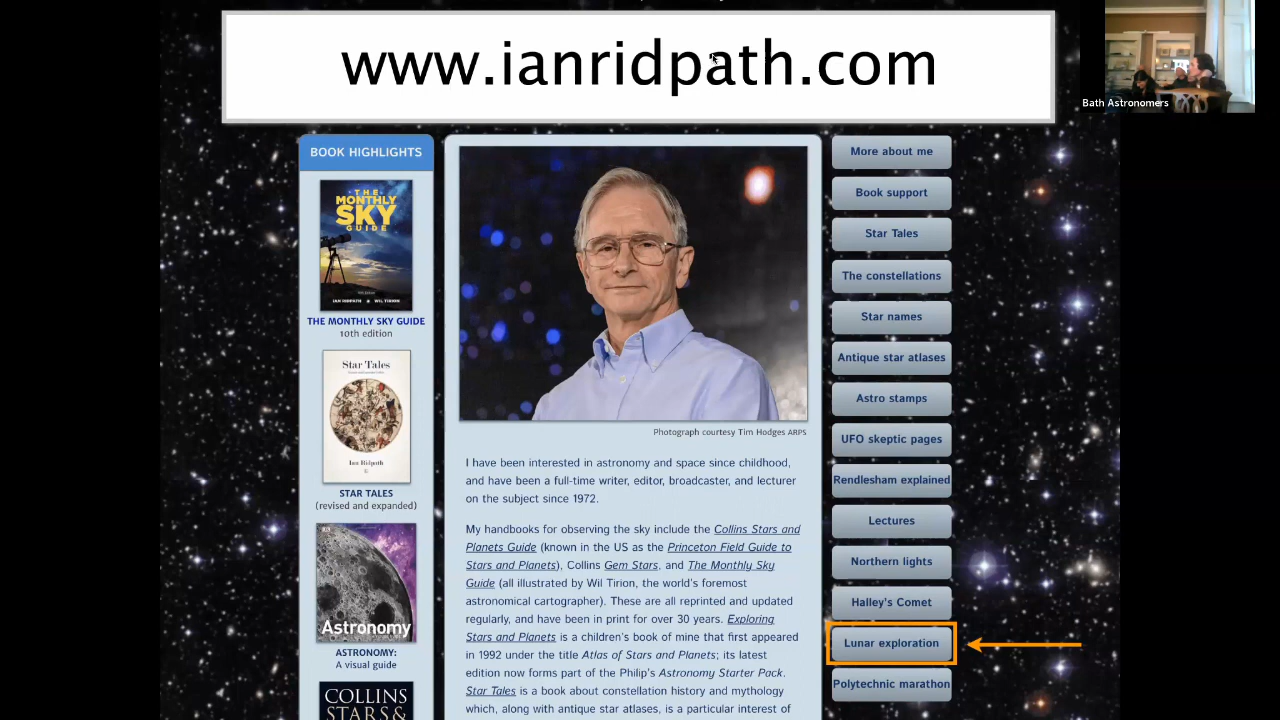 www.ianridpath.com
Bath Astronomers
BOOK HIGHLIGHTS
THE
MONTHLY
SKY
GUIDE
IAN RIDPATH
WIL TIRION
THE MONTHLY SKY GUIDE
10th edition
Star Tales
Ian Ridpath
STAR TALES
(revised and expanded)
DK
Astronomy
ASTRONOMY:
A visual guide
COLLINS
STARS &
Photograph courtesy Tim Hodges ARPS
I have been interested in astronomy and space since childhood,
and have been a full-time writer, editor, broadcaster, and lecturer
on the subject since 1972.
My handbooks for observing the sky include the Collins Stars and
Planets Guide (known in the US as the Princeton Field Guide to
Stars and Planets), Collins Gem Stars, and The Monthly Sky
Guide (all illustrated by Wil Tirion, the world's foremost
astronomical cartographer). These are all reprinted and updated
regularly, and have been in print for over 30 years. Exploring
Stars and Planets is a children's book of mine that first appeared
in 1992 under the title Atlas of Stars and Planets; its latest
edition now forms part of the Philip's Astronomy Starter Pack.
Star Tales is a book about constellation history and mythology
which, along with antique star atlases, is a particular interest of
More about me
Book support
Star Tales
The constellations
Star names
Antique star atlases
Astro stamps
UFO skeptic pages
Rendlesham explained
Lectures
Northern lights
Halley's Comet
Lunar exploration
Polytechnic marathon